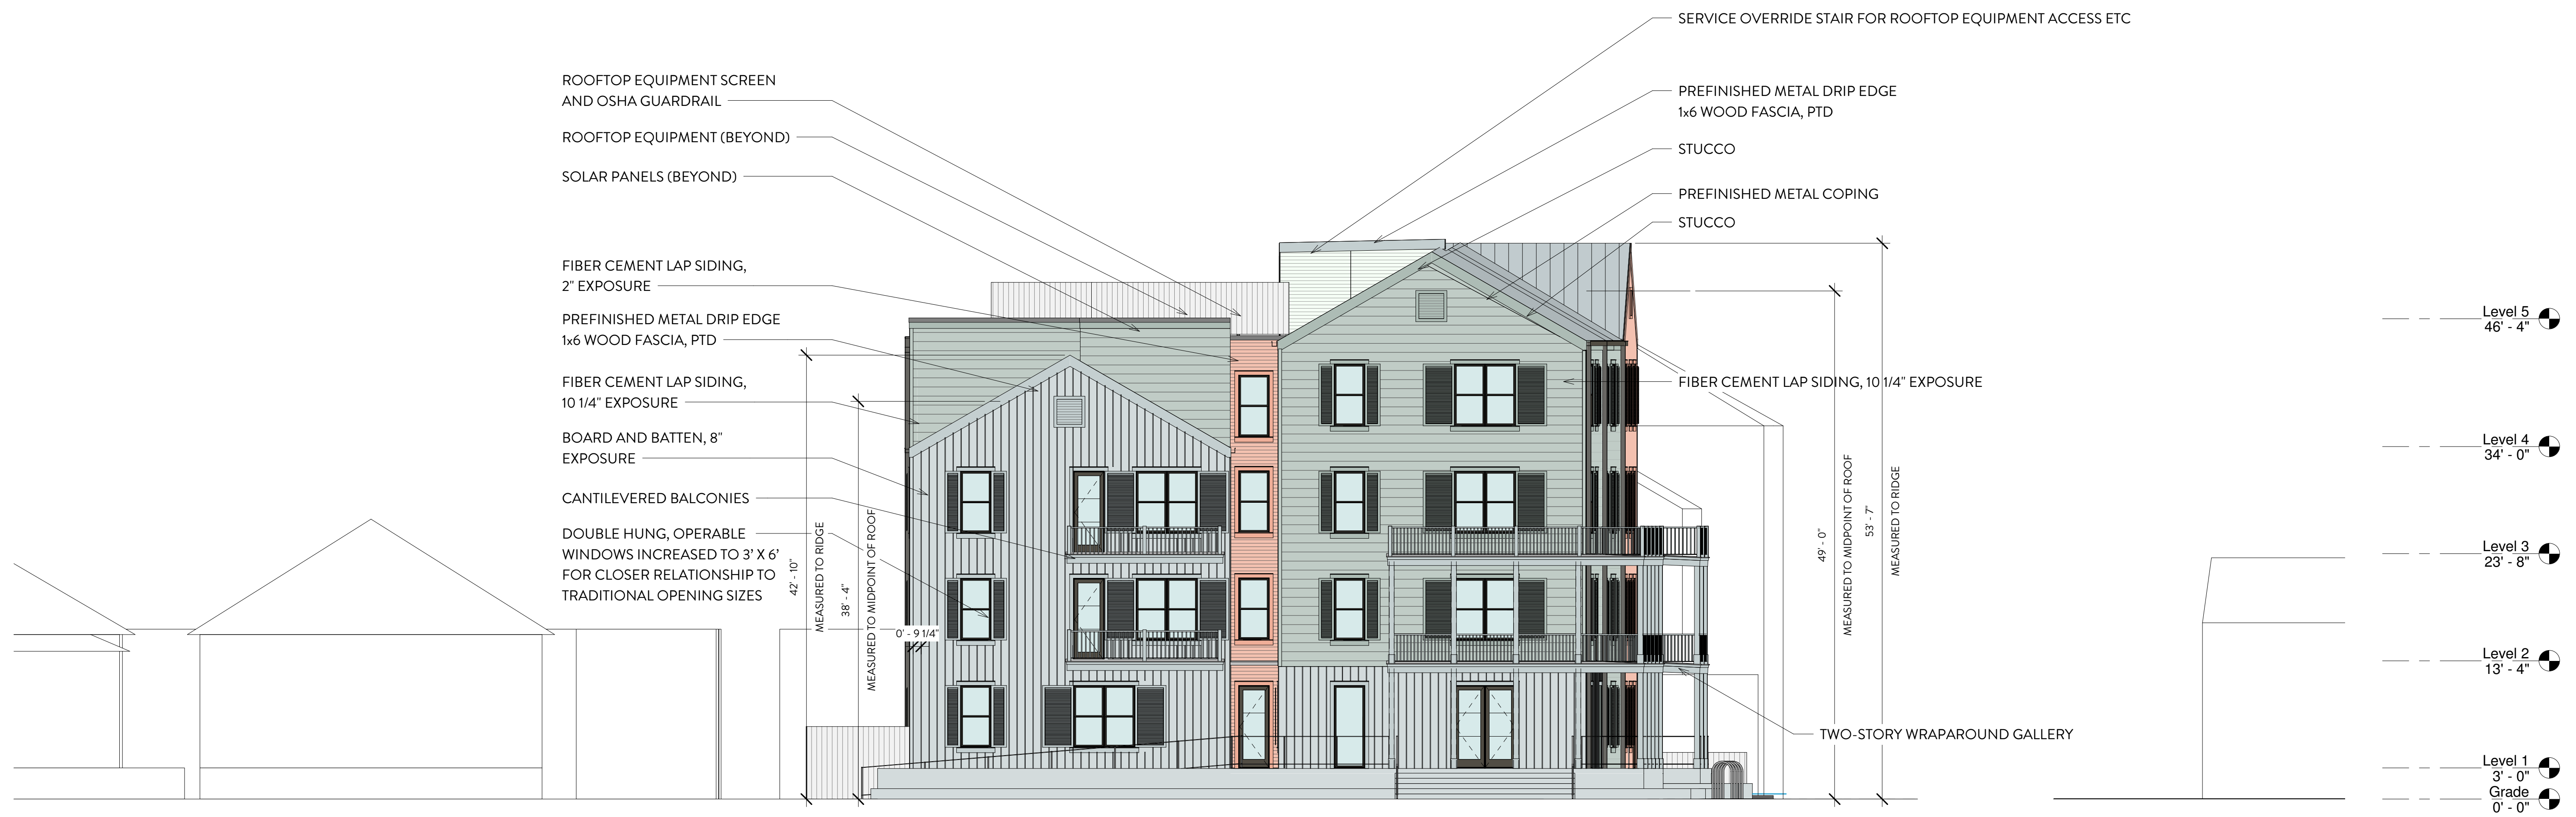 SERVICE OVERRIDE STAIR FOR ROOFTOP EQUIPMENT ACCESS ETC
ROOFTOP EQUIPMENT SCREEN
AND OSHA GUARDRAIL
ROOFTOP EQUIPMENT (BEYOND)
SOLAR PANELS (BEYOND)
FIBER CEMENT LAP SIDING,
2" EXPOSURE
PREFINISHED METAL DRIP EDGE
1x6 WOOD FASCIA, PTD
FIBER CEMENT LAP SIDING,
10 1/4" EXPOSURE
BOARD AND BATTEN, 8"
EXPOSURE
CANTILEVERED BALCONIES
DOUBLE HUNG, OPERABLE
WINDOWS INCREASED TO 3' X 6'
FOR CLOSER RELATIONSHIP TO
TRADITIONAL OPENING SIZES
42' - 10"
MEASURED TO RIDGE
38' - 4"
MEASURED TO MIDPOINT OF ROOF
0' - 9 1/4"
PREFINISHED METAL DRIP EDGE
1x6 WOOD FASCIA, PTD
STUCCO
PREFINISHED METAL COPING
STUCCO
FIBER CEMENT LAP SIDING, 10 1/4" EXPOSURE
49' - 0"
MEASURED TO MIDPOINT OF ROOF
53' - 7"
MEASURED TO RIDGE
TWO-STORY WRAPAROUND GALLERY
Level 5
46' - 4"
Level 4
34' - 0"
Level 3
23' - 8"
Level 2
13' - 4"
Level 1
3' - 0"
Grade
0' - 0"